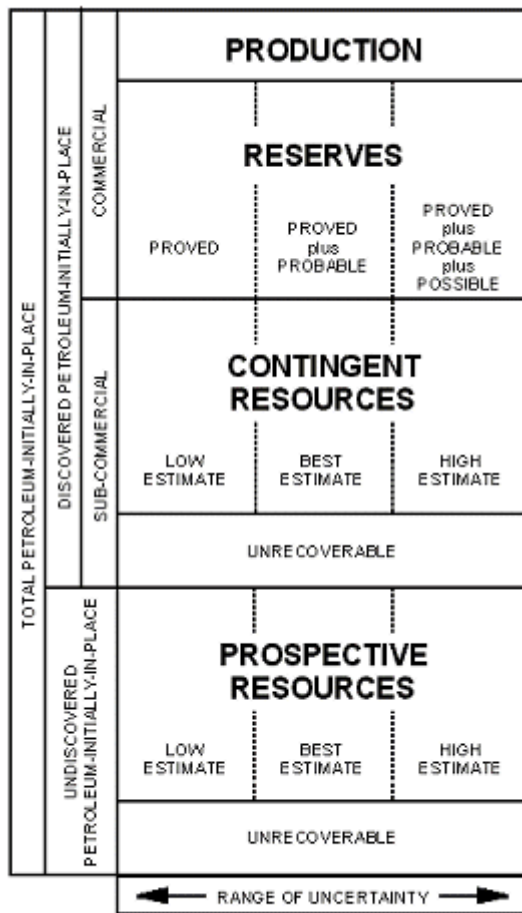 TOTAL PETROLEUM-INITIALLY-IN-PLACE
DISCOVERED PETROLEUM-INITIALLY-IN-PLACE
COMMERCIAL
PRODUCTION
RESERVES
PROVED
PROVED
plus
PROBABLE
PROVED
plus
PROBABLE
plus
POSSIBLE
SUB-COMMERCIAL
CONTINGENT
RESOURCES
LOW
ESTIMATE
BEST
ESTIMATE
HIGH
ESTIMATE
UNRECOVERABLE
UNDISCOVERED
PETROLEUM-INITIALLY-IN-PLACE
PROSPECTIVE
RESOURCES
LOW
ESTIMATE
BEST
ESTIMATE
HIGH
ESTIMATE
UNRECOVERABLE
RANGE OF UNCERTAINTY